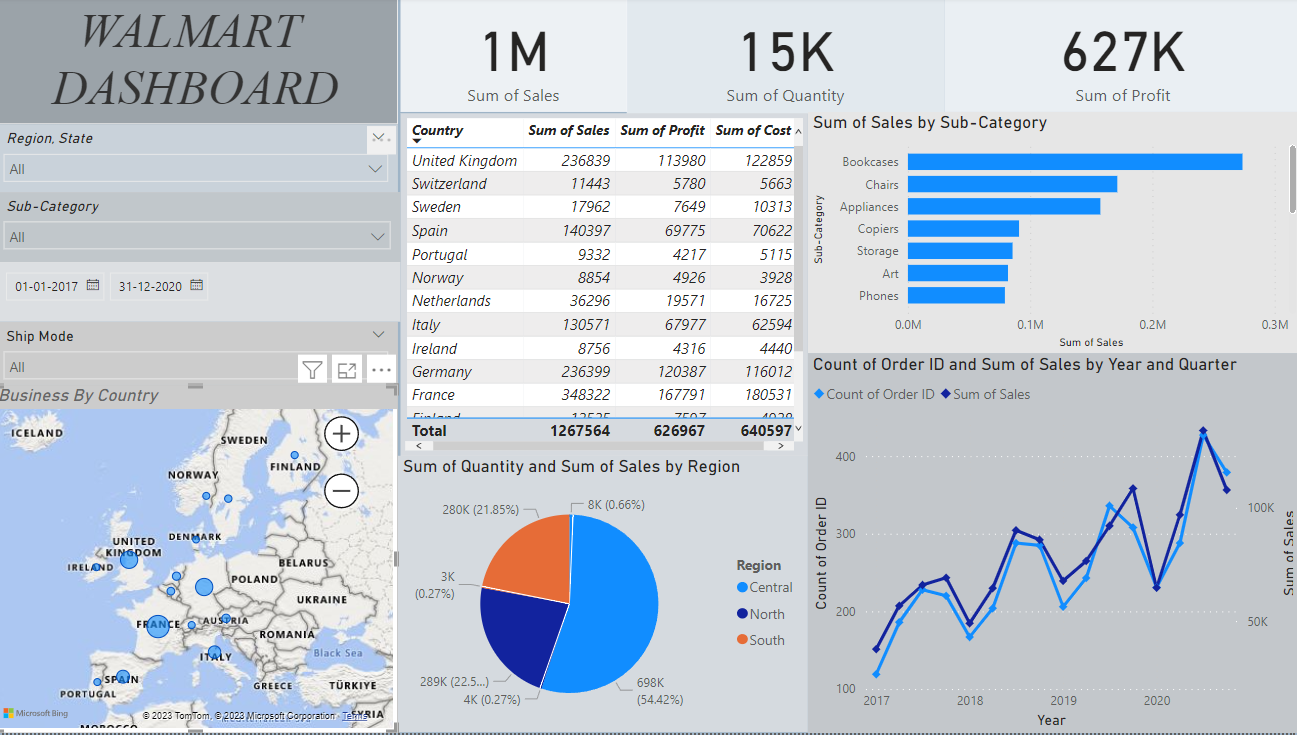 WALMART
DASHBOARD
1M
Sum of Sales
15K
Sum of Quantity
627K
Sum of Profit
Region, State
All
Sub-Category
All
01-01-2017
31-12-2020
Ship Mode
All
Business By Country
ICELAND
SWEDEN
FINLAND
NORWAY
DENMARK
UNITED
KINGDOM
IRELAND
BELARUS
POLAND
UKRAINE
FRANCE
AUSTRIA
ROMANIA
ITALY
Black Sea
SPAIN
PORTUGAL
GREECE
TÜRKIYE
SYRIA
MOROCCO
Microsoft Bing
© 2023 TomTom, © 2023 Microsoft Corporation Terms
Country Sum of Sales Sum of Profit Sum of Cost
United Kingdom 236839 113980 122859
Switzerland 11443 5780 5663
Sweden 17962 7649 10313
Spain 140397 69775 70622
Portugal 9332 4217 5115
Norway 8854 4926 3928
Netherlands 36296 19571 16725
Italy 130571 67977 62594
Ireland 8756 4316 4440
Germany 236399 120387 116012
France 348322 167791 180531
Finland
Total 1267564 626967 640597
Sum of Quantity and Sum of Sales by Region
280K (21.85%)
8K (0.66%)
3K
(0.27%)
289K (22.5...)
4K (0.27%)
698K
(54.42%)
Region
Central
North
South
Sum of Sales by Sub-Category
Sub-Category
Bookcases
Chairs
Appliances
Copiers
Storage
Art
Phones
0.0M 0.1M 0.2M 0.3M
Sum of Sales
Count of Order ID and Sum of Sales by Year and Quarter
Count of Order ID Sum of Sales
Count of Order ID
400
300
200
100
100K
50K
Sum of Sales
2017 2018 2019 2020
Year